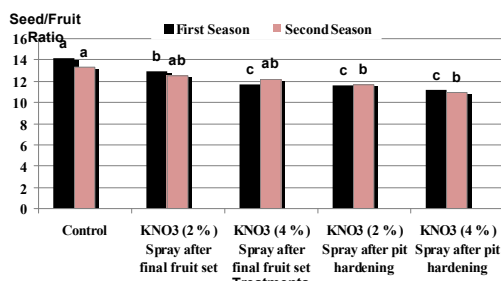 Seed/Fruit
Ratio
First Season
Second Season
16
14
12
10
8
6
4
2
0
a
a
b
ab
c
ab
c
b
c
b
Control
KNO3 (2 %)
Spray after
final fruit set
KNO3 (4 %)
Spray after
final fruit set
KNO3 (2 %)
Spray after pit
hardening
KNO3 (4 %)
Spray after pit
hardening
Treatments